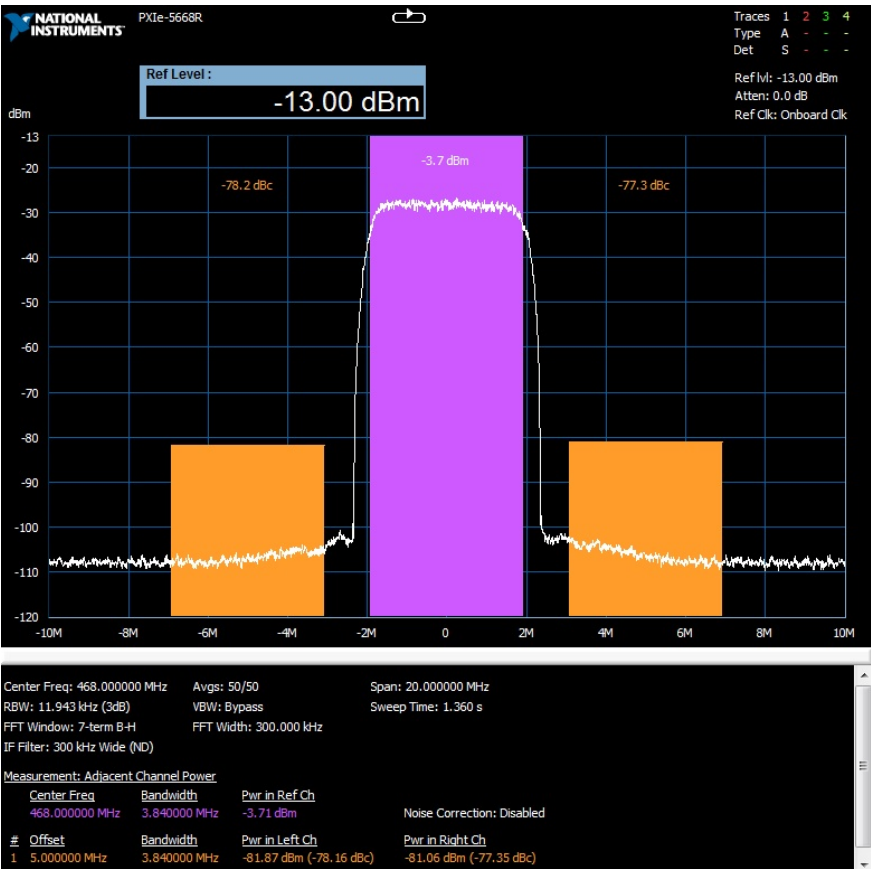 NATIONAL INSTRUMENTS™ PXIe-5668R
Traces 1 2 3 4
Type A - - -
Det S - - -
Ref Level :
-13.00 dBm
Ref lvl: -13.00 dBm
Atten: 0.0 dB
Ref Clk: Onboard Clk
dBm
-13
-20
-30
-40
-50
-60
-70
-80
-90
-100
-110
-120
-78.2 dBc
-3.7 dBm
-77.3 dBc
-10M -8M -6M -4M -2M 0 2M 4M 6M 8M 10M
Center Freq: 468.000000 MHz Avgs: 50/50 Span: 20.000000 MHz
RBW: 11.943 kHz (3dB) VBW: Bypass Sweep Time: 1.360 s
FFT Window: 7-term B-H FFT Width: 300.000 kHz
IF Filter: 300 kHz Wide (ND)
Measurement: Adjacent Channel Power
Center Freq Bandwidth Pwr in Ref Ch
468.000000 MHz 3.840000 MHz -3.71 dBm Noise Correction: Disabled
# Offset Bandwidth Pwr in Left Ch Pwr in Right Ch
1 5.000000 MHz 3.840000 MHz -81.87 dBm (-78.16 dBc) -81.06 dBm (-77.35 dBc)